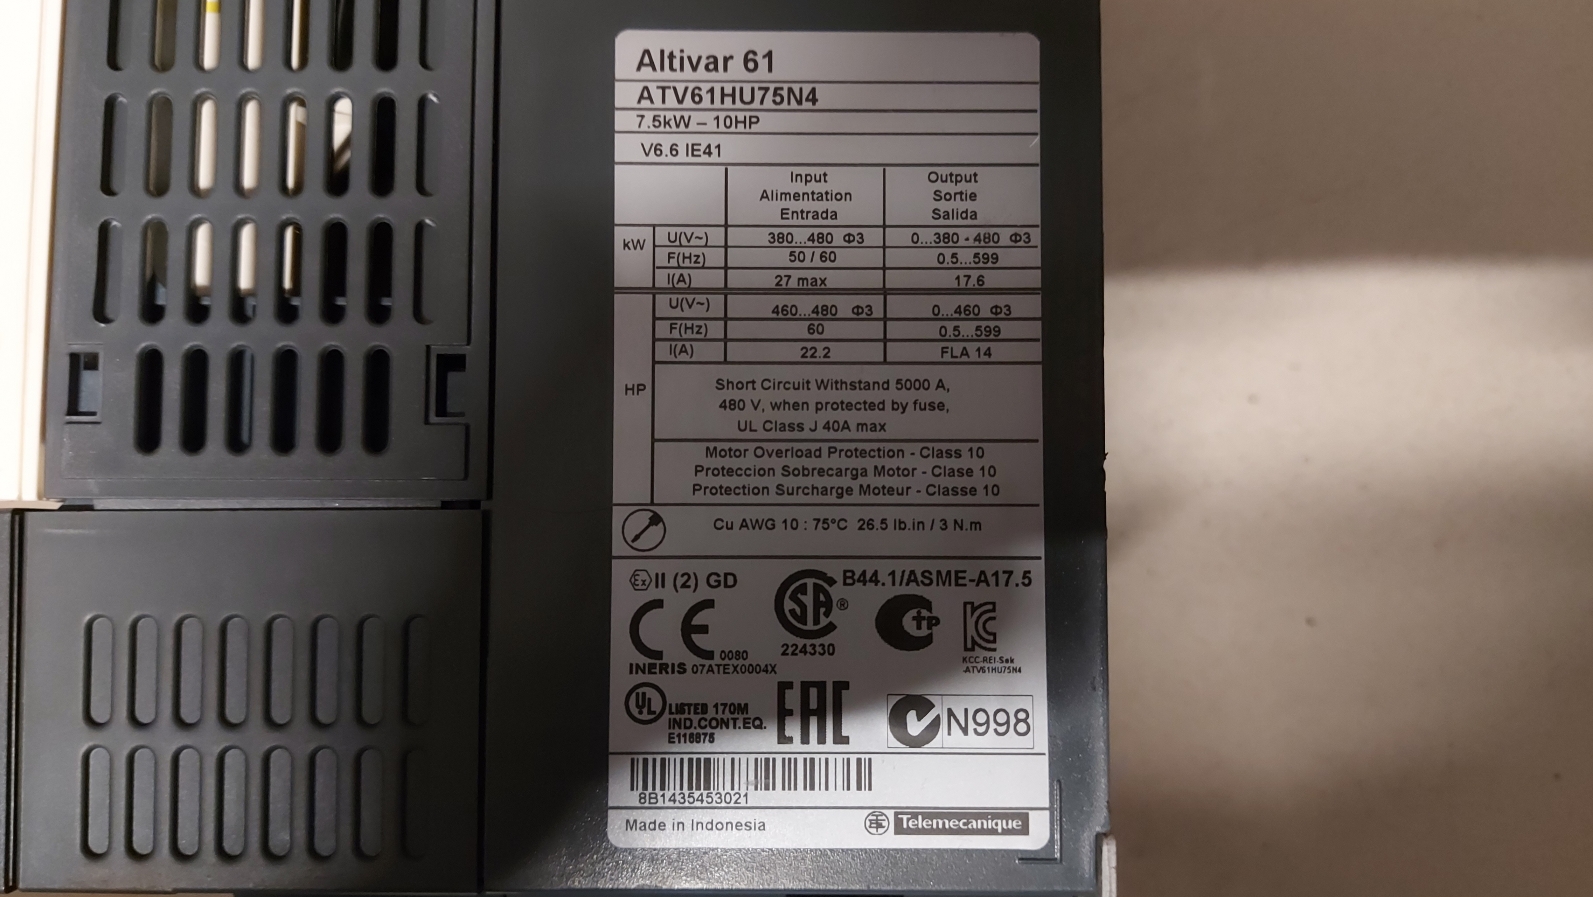 Altivar 61
ATV61HU75N4
7.5kW – 10HP
V6.6 IE41
Input Output
Alimentation Sortie
Entrada Salida
kW U(V~) 380...480 Φ3 0...380 - 480 Φ3
F(Hz) 50 / 60 0.5...599
I(A) 27 max 17.6
HP U(V~) 460...480 Φ3 0...460 Φ3
F(Hz) 60 0.5...599
I(A) 22.2 FLA 14
Short Circuit Withstand 5000 A,
480 V, when protected by fuse,
UL Class J 40A max
Motor Overload Protection - Class 10
Proteccion Sobrecarga Motor - Clase 10
Protection Surcharge Moteur - Classe 10
Cu AWG 10 : 75°C 26.5 lb.in / 3 N.m
Ex II (2) GD
B44.1/ASME-A17.5
CE 0080
INERIS 07ATEX0004X
SA ®
224330
C tP
KC
KCC-REI-Sek
-ATV61HU75N4
UL LISTED 170M
IND.CONT.EQ.
E116875
EAC
N998
8B1435453021
Made in Indonesia
Telemecanique